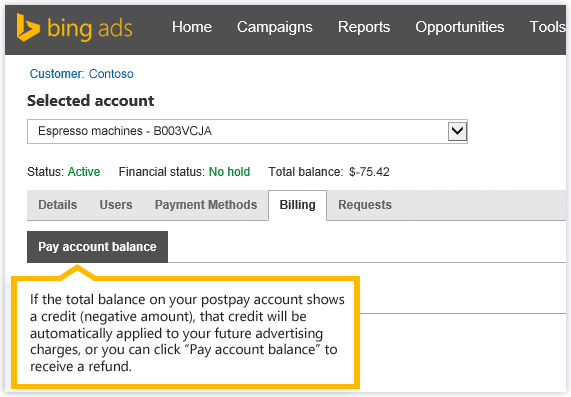 bing ads Home Campaigns Reports Opportunities Tools
Customer: Contoso
Selected account
Espresso machines - B003VCJA
Status: Active Financial status: No hold Total balance: $-75.42
Details Users Payment Methods Billing Requests
Pay account balance
If the total balance on your postpay account shows
a credit (negative amount), that credit will be
automatically applied to your future advertising
charges, or you can click “Pay account balance” to
receive a refund.